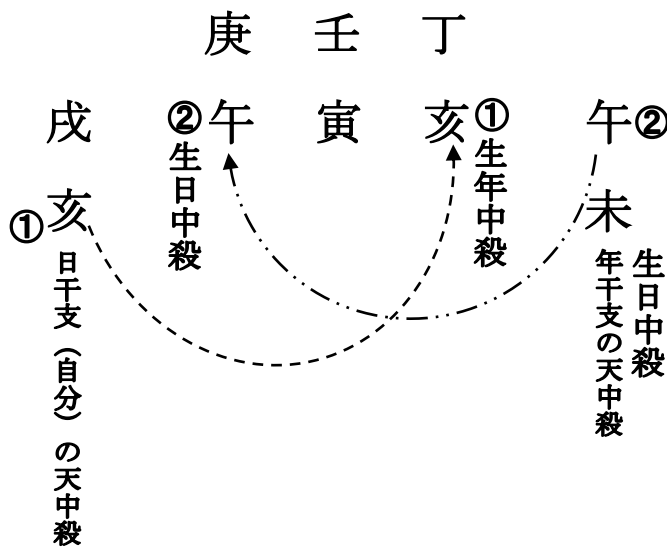 庚 壬 丁
戌 ②午 寅 亥① 午②
①亥 未
生日中殺
生年中殺
生日中殺
年干支の天中殺
日干支（自分）の天中殺